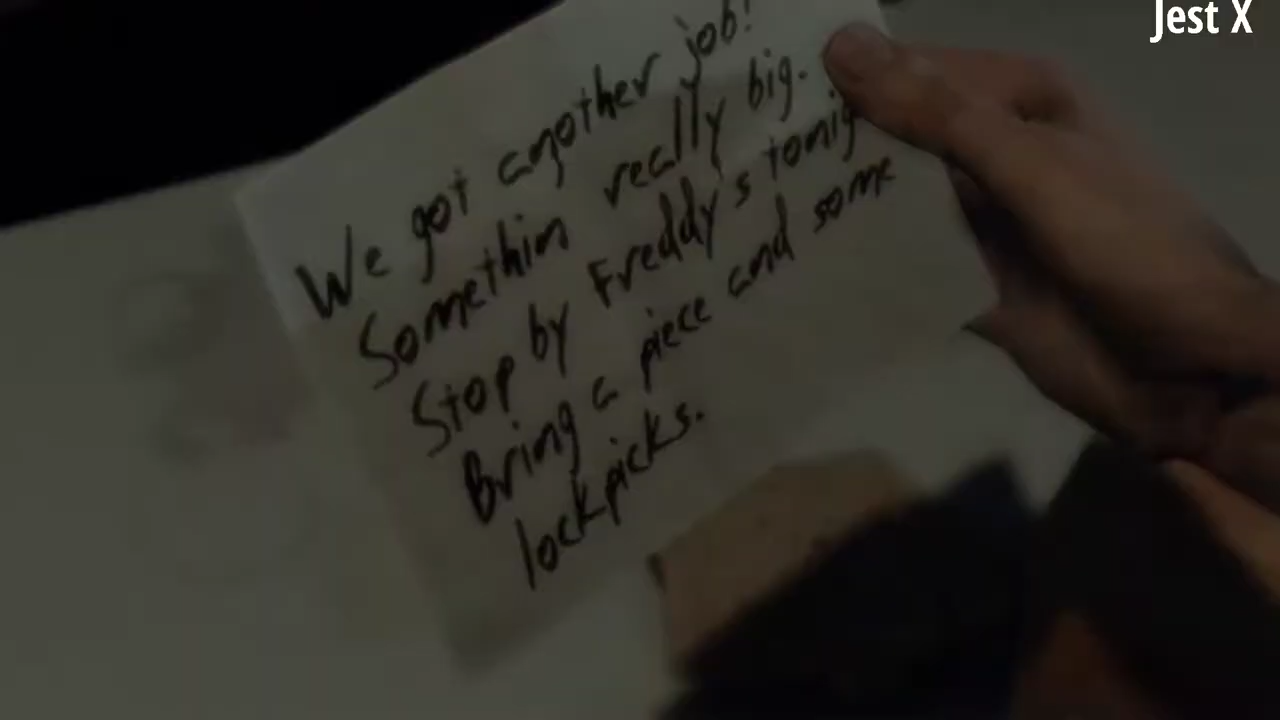 Jest X
We got another job!
Somethin really big.
Stop by Freddy's
Bring a piece and some
lockpicks.